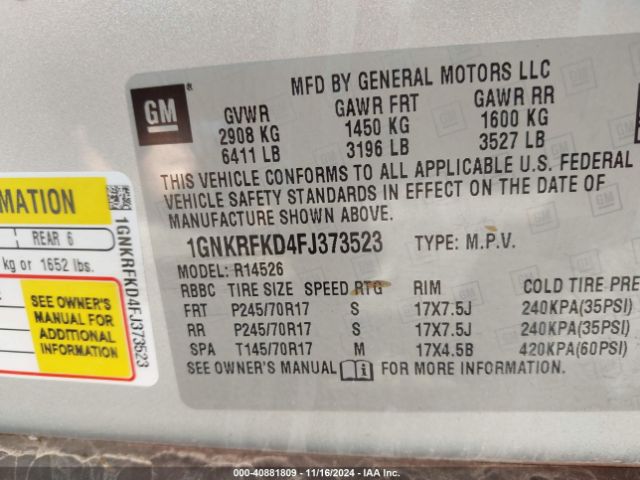 MFD BY GENERAL MOTORS LLC
GM
GVWR GAWR FRT GAWR RR
2908 KG 1450 KG 1600 KG
6411 LB 3196 LB 3527 LB
THIS VEHICLE CONFORMS TO ALL APPLICABLE U.S. FEDERAL
VEHICLE SAFETY STANDARDS IN EFFECT ON THE DATE OF
MANUFACTURE SHOWN ABOVE.
1GNKRFKD4FJ373523 TYPE: M.P.V.
MODEL: R14526
RBBC TIRE SIZE SPEED RTG RIM COLD TIRE PRE
FRT P245/70R17 S 17X7.5J 240KPA(35PSI)
RR P245/70R17 S 17X7.5J 240KPA(35PSI)
SPA T145/70R17 M 17X4.5B 420KPA(60PSI)
SEE OWNER'S MANUAL FOR MORE INFORMATION.
MATION
REAR 6
kg or 1652 lbs.
SEE OWNER'S
MANUAL FOR
ADDITIONAL
INFORMATION
1GNKRFKD4FJ373523
000-40881809 - 11/16/2024 - IAA Inc.